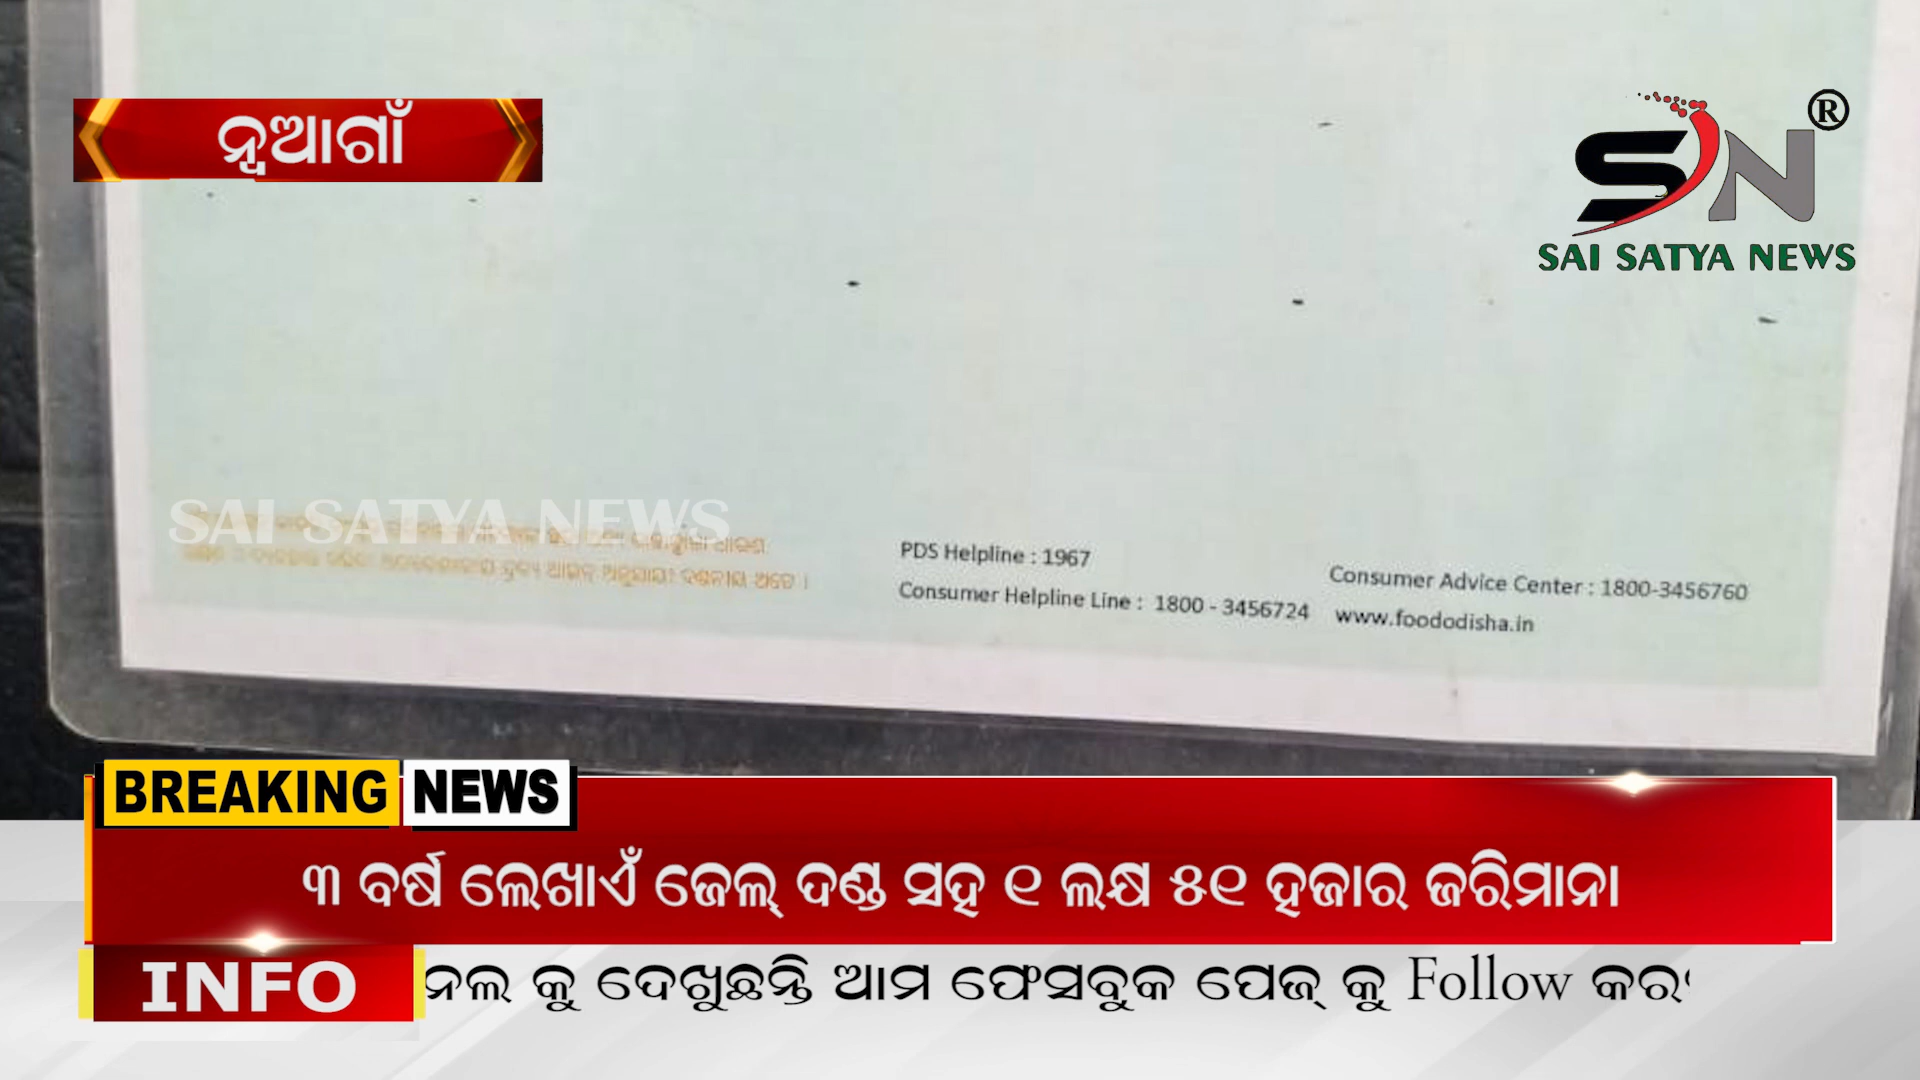 ନୂଆଗାଁ
®
SN
SAI SATYA NEWS
SAI SATYA NEWS
PDS Helpline : 1967
Consumer Helpline Line : 1800 - 3456724
Consumer Advice Center : 1800-3456760
www.foododisha.in
BREAKING NEWS
୩ ବର୍ଷ ଲେଖାଏଁ ଜେଲ୍ ଦଣ୍ଡ ସହ ୧ ଲକ୍ଷ ୫୧ ହଜାର ଜରିମାନା
INFO
ନଲ କୁ ଦେଖୁଛନ୍ତି ଆମ ଫେସବୁକ ପେଜ୍ କୁ Follow କର